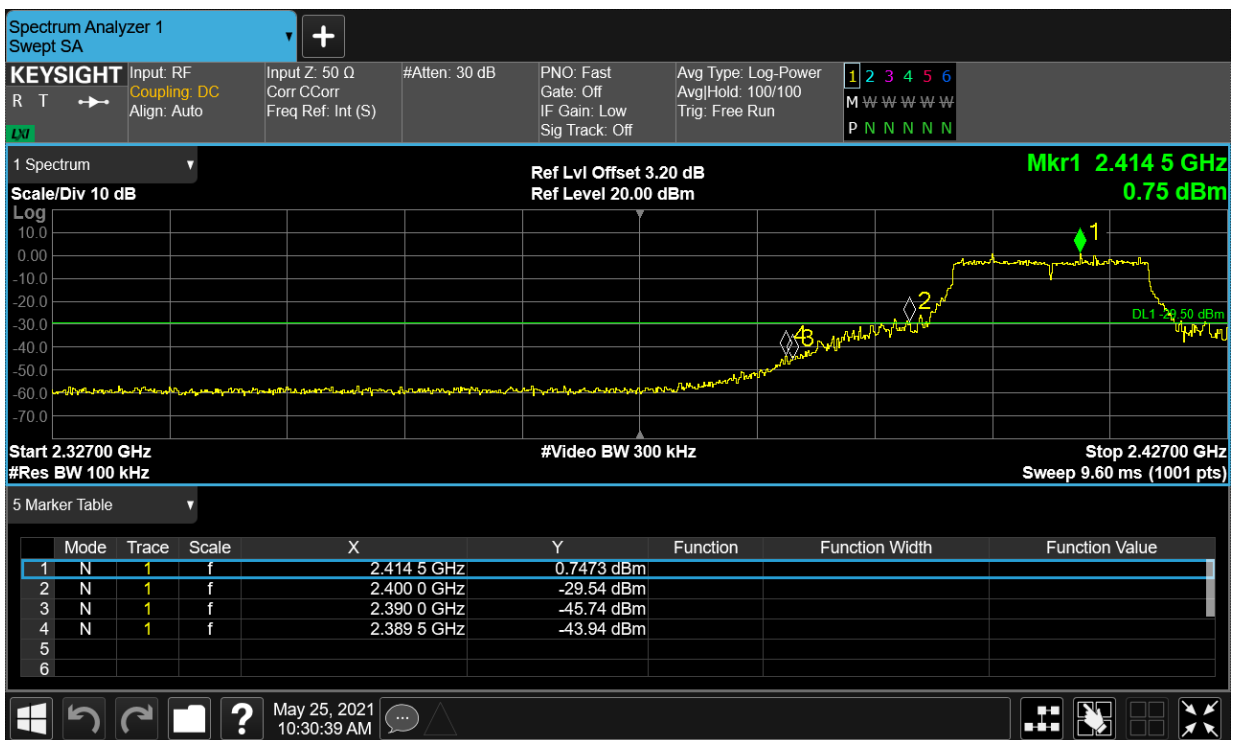 Spectrum Analyzer 1
Swept SA
+
KEYSIGHT Input: RF Input Z: 50 Ω #Atten: 30 dB PNO: Fast Avg Type: Log-Power 1 2 3 4 5 6
R T Coupling: DC Corr CCorr Gate: Off Avg|Hold: 100/100 M W W W W W
Align: Auto Freq Ref: Int (S) IF Gain: Low Trig: Free Run
LXI Sig Track: Off P N N N N N
1 Spectrum Ref Lvl Offset 3.20 dB Mkr1 2.414 5 GHz
Scale/Div 10 dB Ref Level 20.00 dBm 0.75 dBm
Log
10.0 1
0.00
-10.0
-20.0 2
-30.0 DL1 -29.50 dBm
-40.0 4 3
-50.0
-60.0
-70.0
Start 2.32700 GHz #Video BW 300 kHz Stop 2.42700 GHz
#Res BW 100 kHz Sweep 9.60 ms (1001 pts)
5 Marker Table
Mode Trace Scale X Y Function Function Width Function Value
1 N 1 f 2.414 5 GHz 0.7473 dBm
2 N 1 f 2.400 0 GHz -29.54 dBm
3 N 1 f 2.390 0 GHz -45.74 dBm
4 N 1 f 2.389 5 GHz -43.94 dBm
5
6
? May 25, 2021
10:30:39 AM